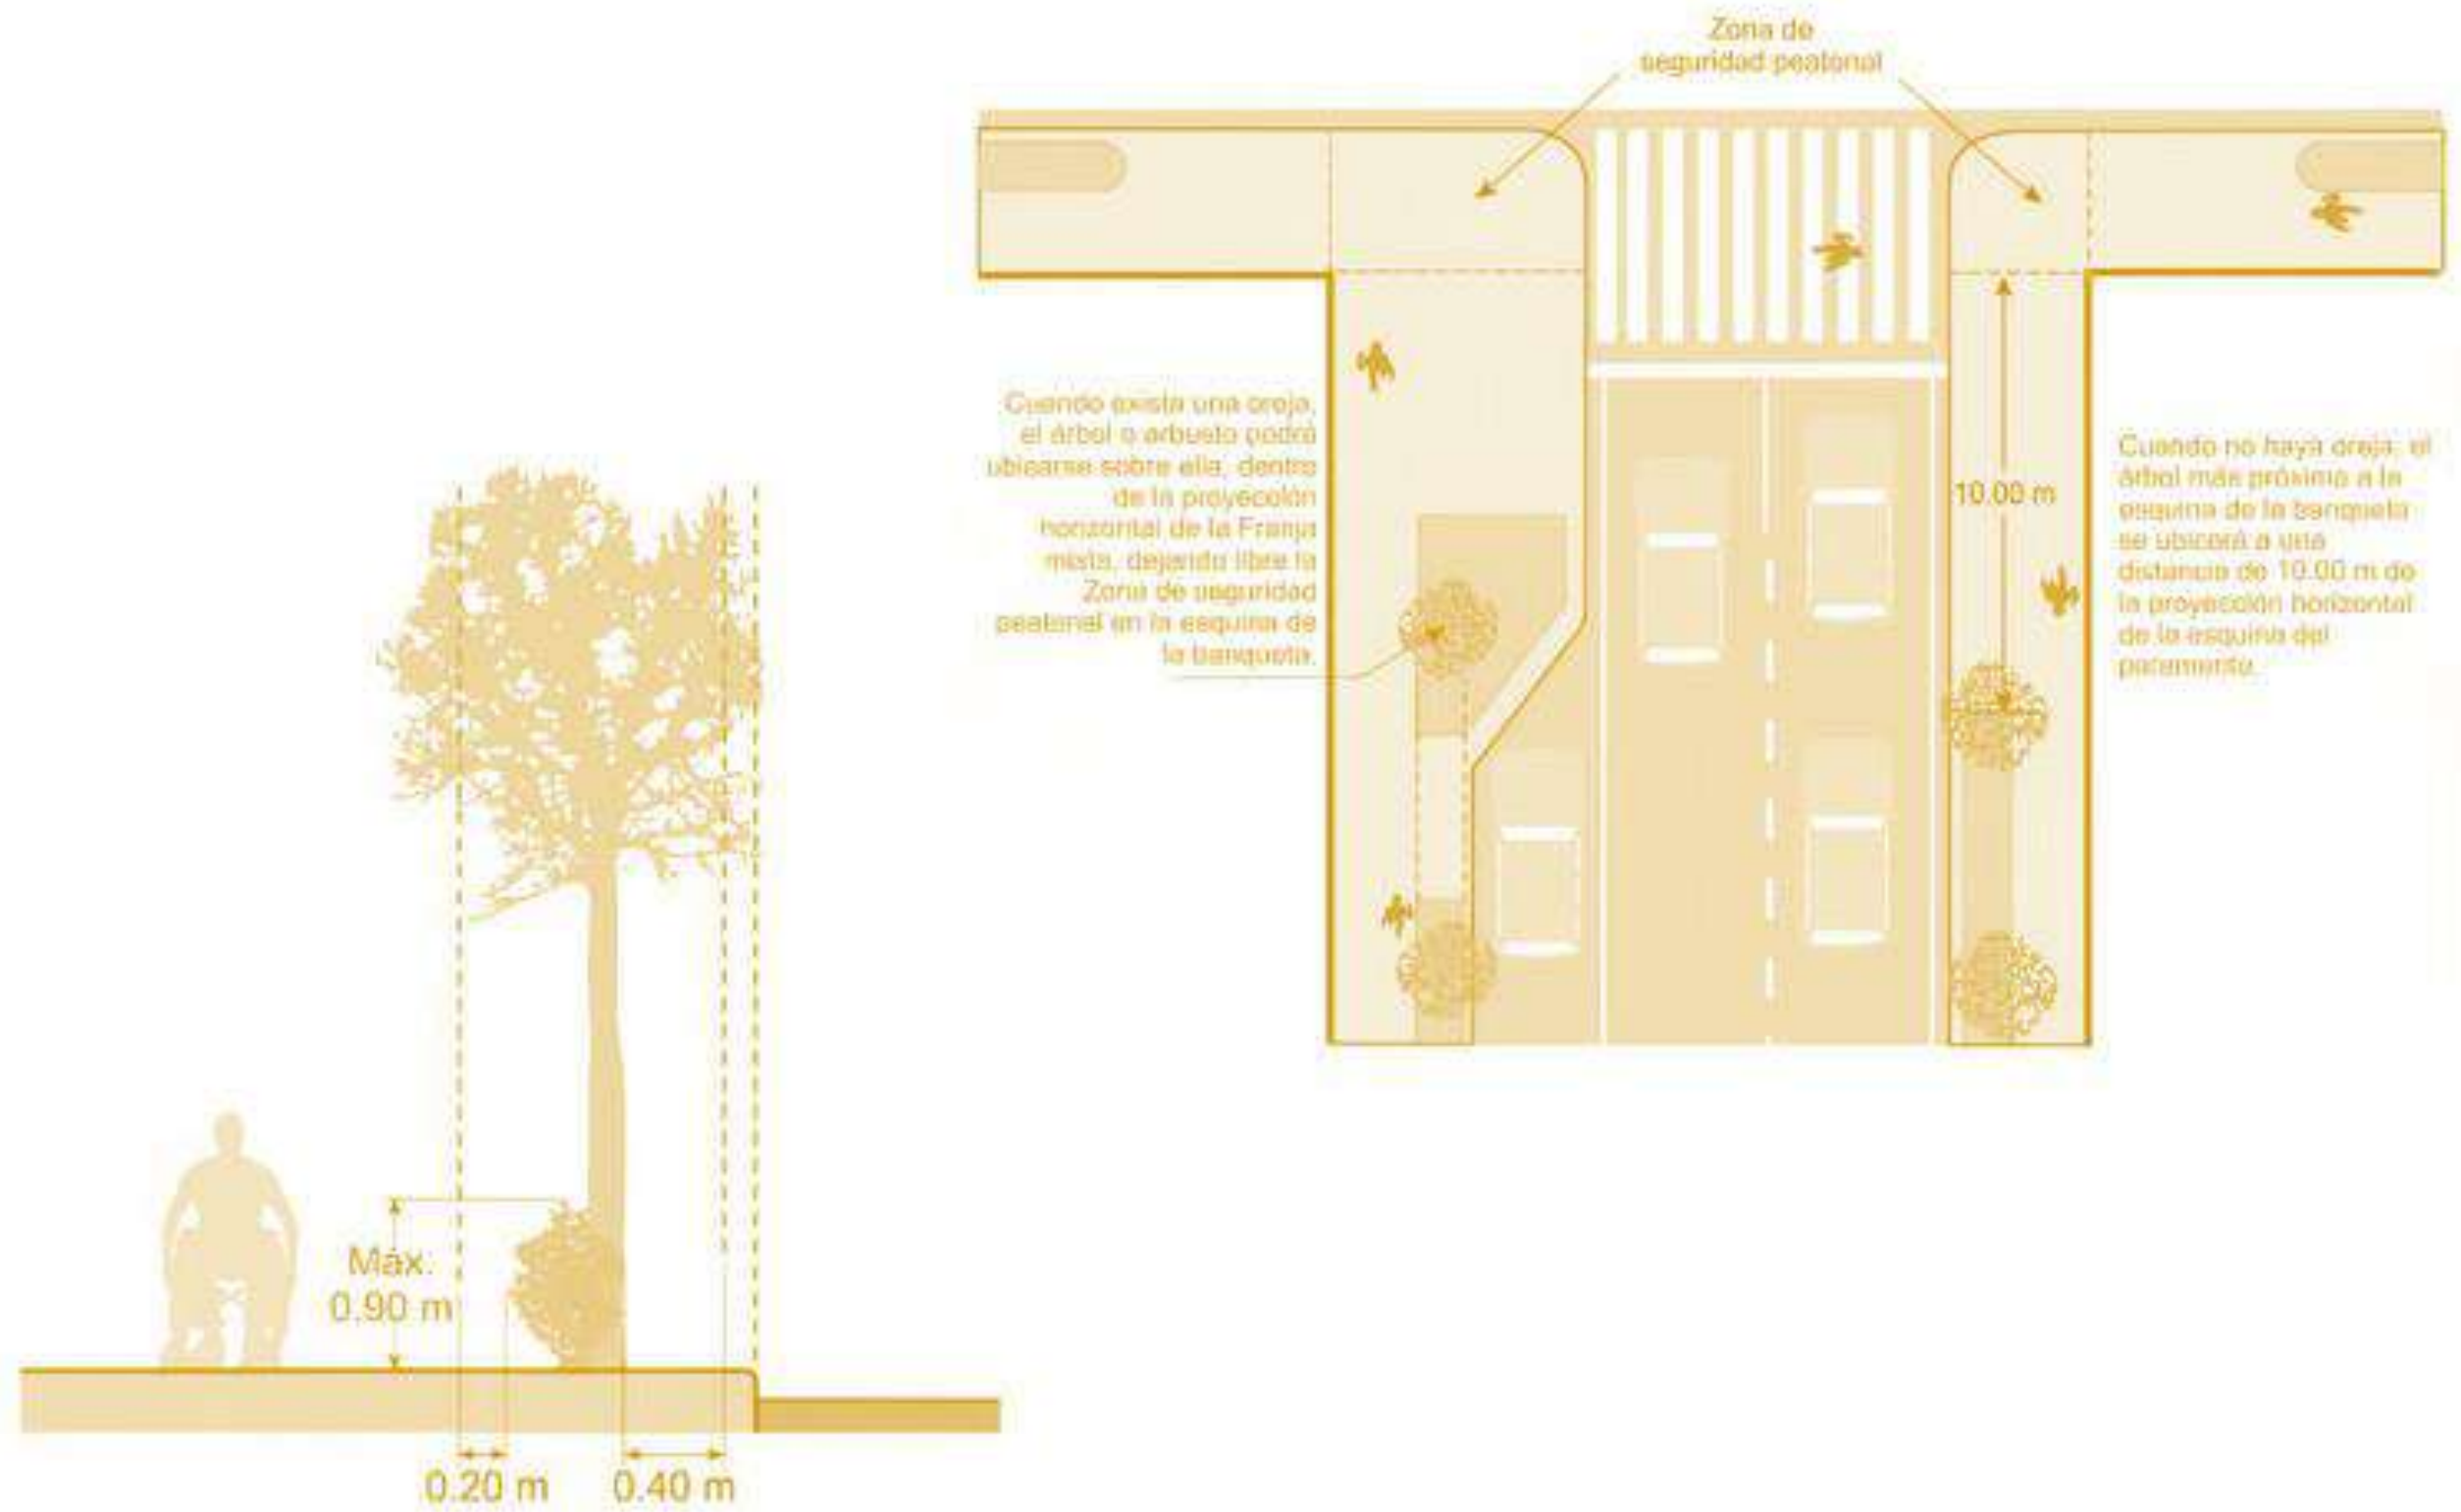 Zona de
seguridad peatonal
Cuando exista una oreja,
el árbol o arbusto podrá
ubicarse sobre ella, dentro
de la proyección
horizontal de la Franja
mixta, dejando libre la
Zona de seguridad
peatonal en la esquina de
la banqueta.
10.00 m
Cuando no haya oreja, el
árbol más próximo a la
esquina de la banqueta
se ubicará a una
distancia de 10.00 m de
la proyección horizontal
de la esquina del
paramento.
Máx.
0.90 m
0.20 m
0.40 m